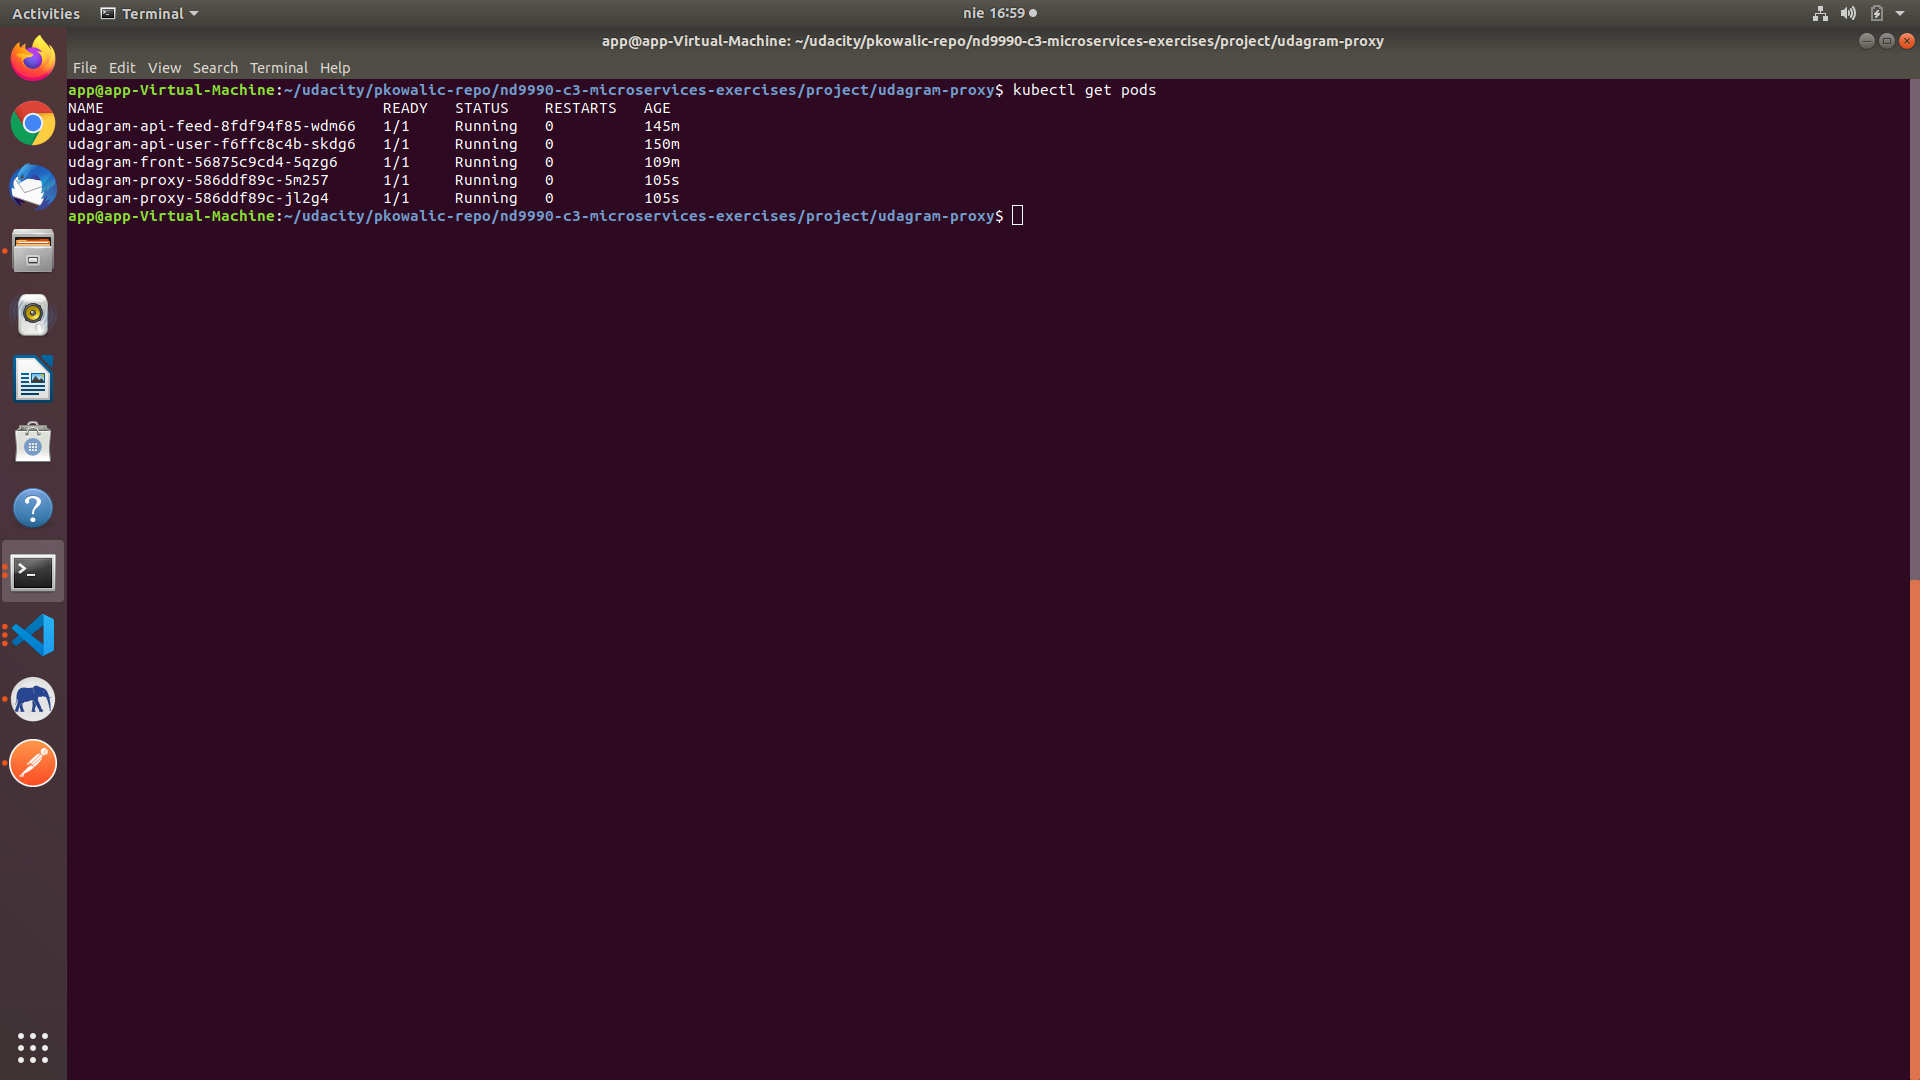 Activities Terminal nie 16:59
app@app-Virtual-Machine: ~/udacity/pkowalic-repo/nd9990-c3-microservices-exercises/project/udagram-proxy
File Edit View Search Terminal Help
app@app-Virtual-Machine:~/udacity/pkowalic-repo/nd9990-c3-microservices-exercises/project/udagram-proxy$ kubectl get pods
NAME READY STATUS RESTARTS AGE
udagram-api-feed-8fdf94f85-wdm66 1/1 Running 0 145m
udagram-api-user-f6ffc8c4b-skdg6 1/1 Running 0 150m
udagram-front-56875c9cd4-5qzg6 1/1 Running 0 109m
udagram-proxy-586ddf89c-5m257 1/1 Running 0 105s
udagram-proxy-586ddf89c-jl2g4 1/1 Running 0 105s
app@app-Virtual-Machine:~/udacity/pkowalic-repo/nd9990-c3-microservices-exercises/project/udagram-proxy$